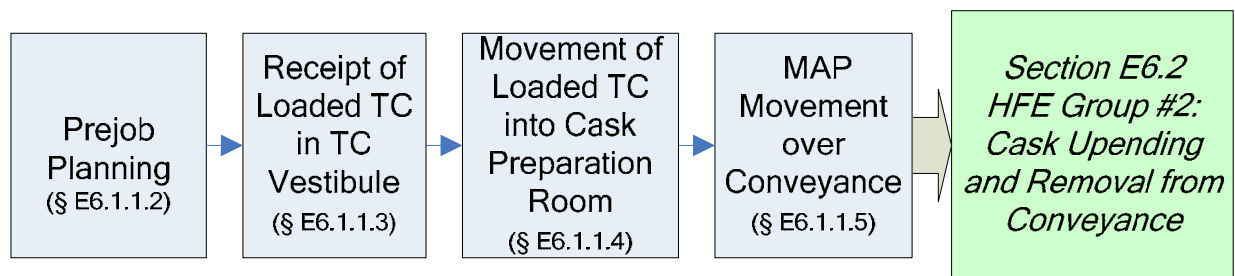 Prejob
Planning
(§ E6.1.1.2)
Receipt of
Loaded TC
in TC
Vestibule
(§ E6.1.1.3)
Movement of
Loaded TC
into Cask
Preparation
Room
(§ E6.1.1.4)
MAP
Movement
over
Conveyance
(§ E6.1.1.5)
Section E6.2
HFE Group #2:
Cask Upending
and Removal from
Conveyance